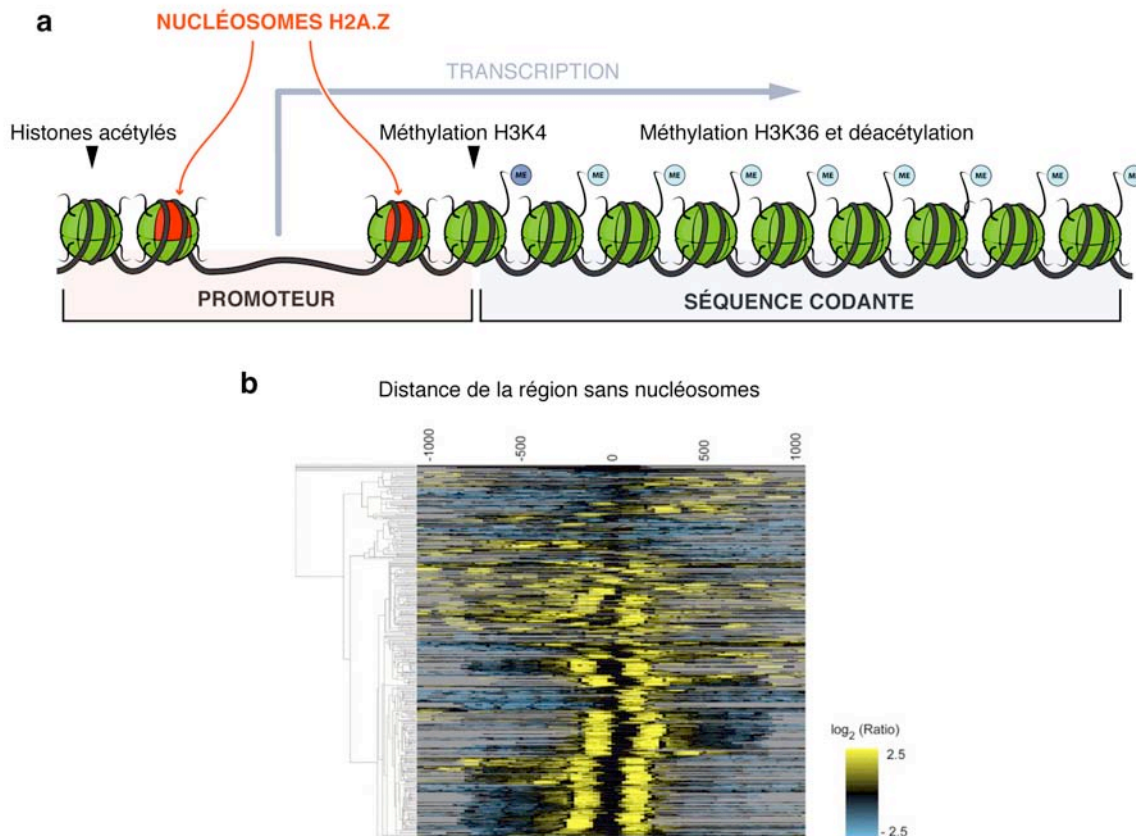 a
NUCLÉOSOMES H2A.Z
TRANSCRIPTION
Histones acétylés
Méthylation H3K4
Méthylation H3K36 et déacétylation
ME ME ME ME ME ME ME ME ME
PROMOTEUR
SÉQUENCE CODANTE
b
Distance de la région sans nucléosomes
-1000 -500 0 500 1000
log2 (Ratio)
2.5
- 2.5